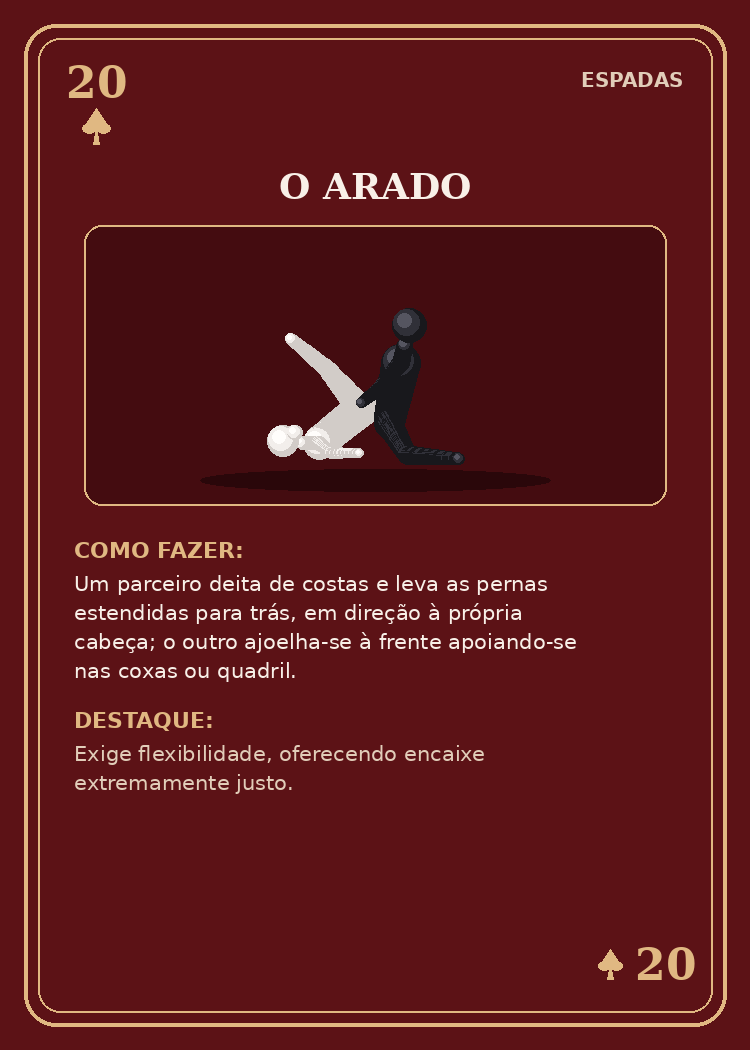 20
ESPADAS
O ARADO
COMO FAZER:
Um parceiro deita de costas e leva as pernas
estendidas para trás, em direção à própria
cabeça; o outro ajoelha-se à frente apoiando-se
nas coxas ou quadril.
DESTAQUE:
Exige flexibilidade, oferecendo encaixe
extremamente justo.
20